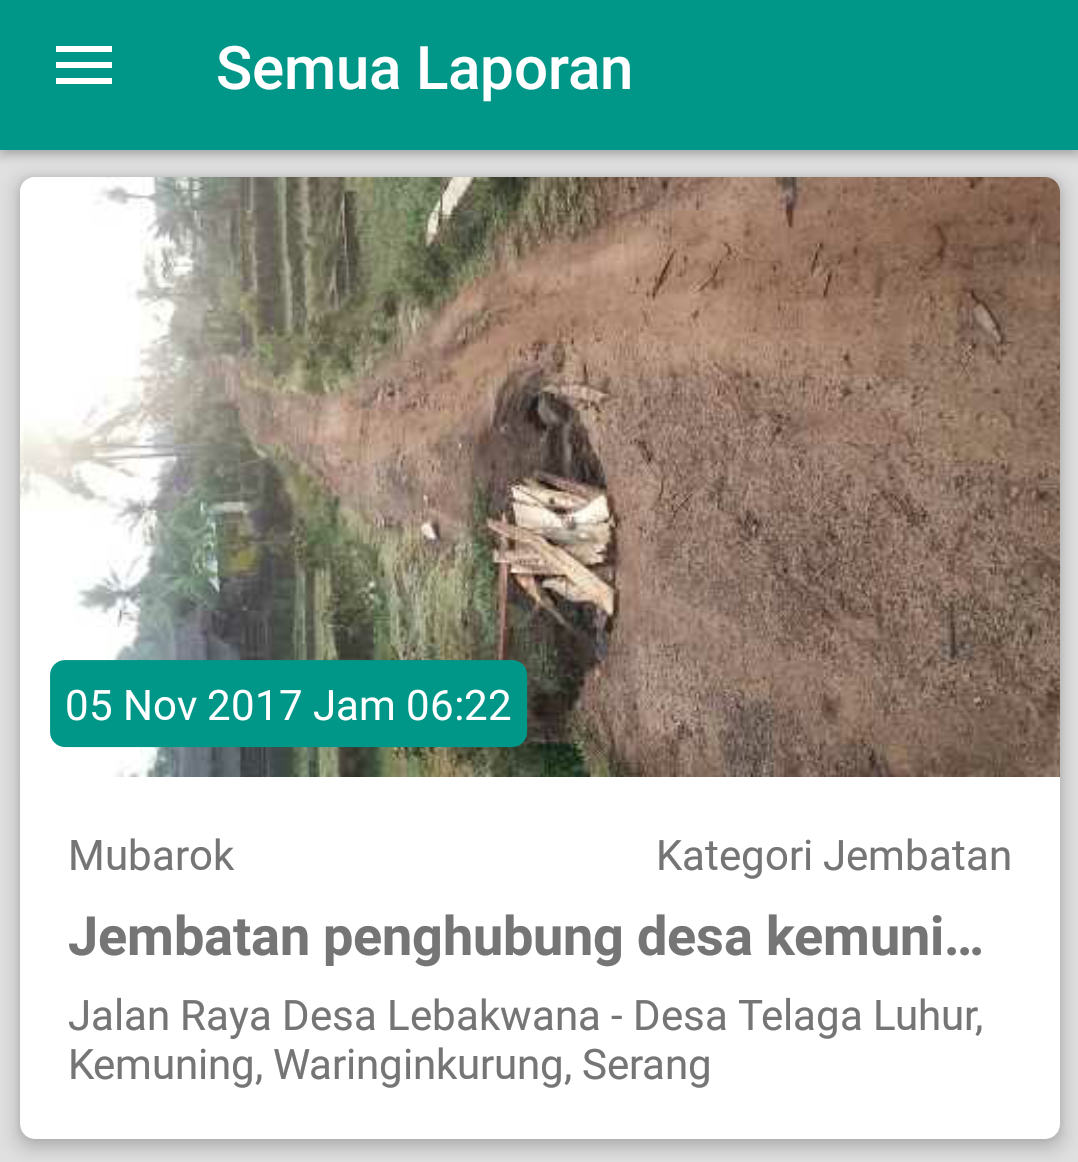 Semua Laporan
05 Nov 2017 Jam 06:22
Mubarok
Kategori Jembatan
Jembatan penghubung desa kemuni...
Jalan Raya Desa Lebakwana - Desa Telaga Luhur,
Kemuning, Waringinkurung, Serang